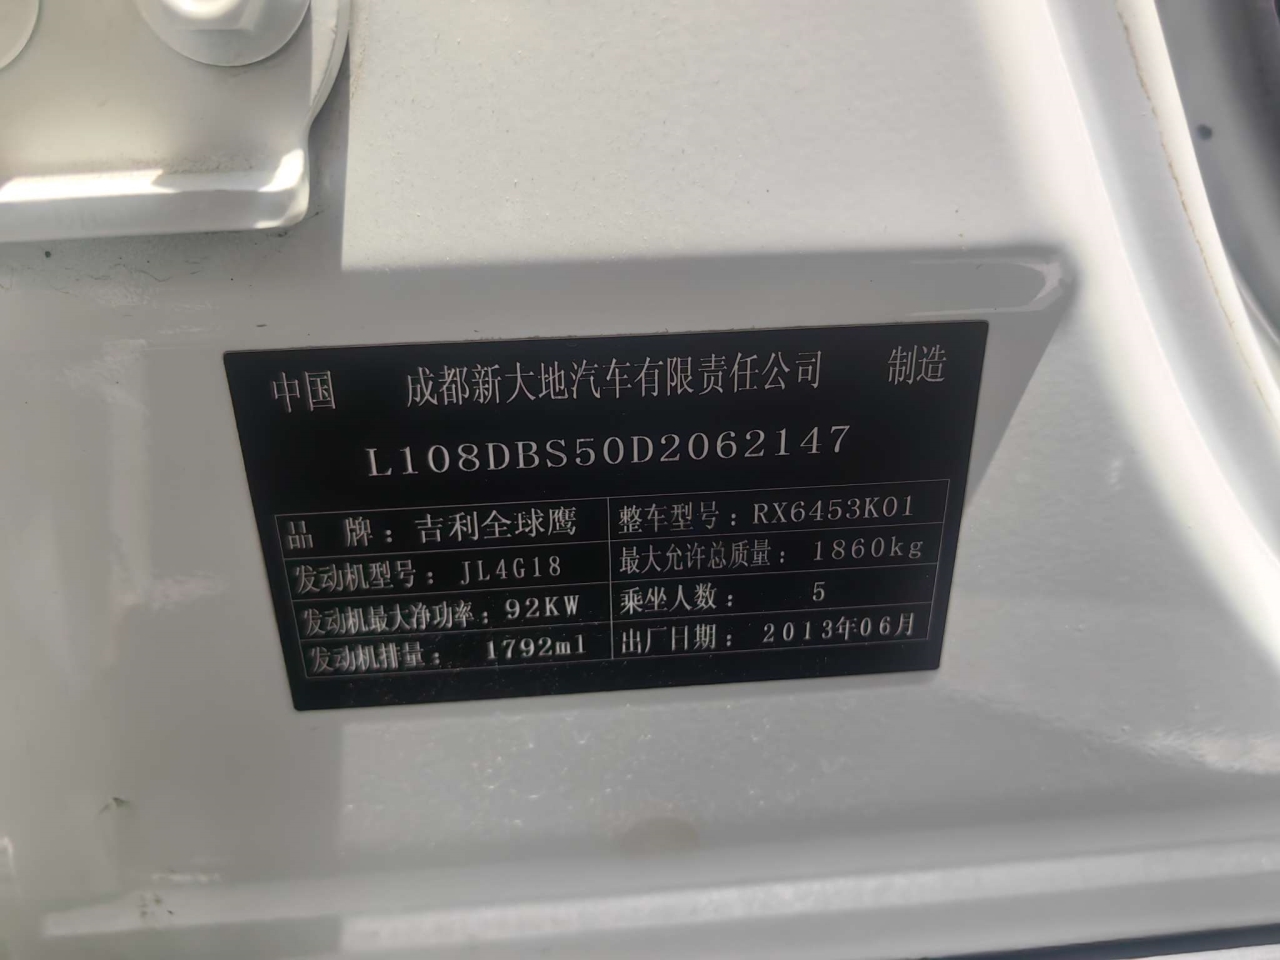 中国 成都新大地汽车有限责任公司 制造
L108DBS50D2062147
品 牌：吉利全球鹰 整车型号：RX6453K01
发动机型号：JL4G18 最大允许总质量：1860kg
发动机最大净功率：92KW 乘坐人数：5
发动机排量：1792ml 出厂日期：2013年06月